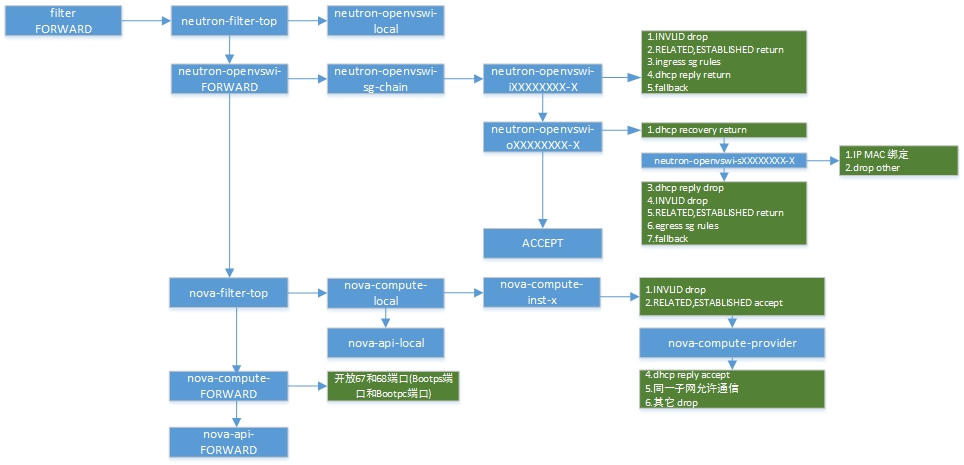 filter
FORWARD
neutron-filter-top
neutron-openvswi-
local
neutron-openvswi-
FORWARD
neutron-openvswi-
sg-chain
neutron-openvswi-
iXXXXXXXX-X
1.INVLID drop
2.RELATED,ESTABLISHED return
3.ingress sg rules
4.dhcp reply return
5.fallback
neutron-openvswi-
oXXXXXXXX-X
1.dhcp recovery return
neutron-openvswi-sXXXXXXXX-X
1.IP MAC 绑定
2.drop other
3.dhcp reply drop
4.INVLID drop
5.RELATED,ESTABLISHED return
6.egress sg rules
7.fallback
ACCEPT
nova-filter-top
nova-compute-
local
nova-compute-
inst-x
1.INVLID drop
2.RELATED,ESTABLISHED accept
nova-api-local
nova-compute-provider
nova-compute-
FORWARD
开放67和68端口(Bootps端
口和Bootpc端口)
4.dhcp reply accept
5.同一子网允许通信
6.其它 drop
nova-api-
FORWARD